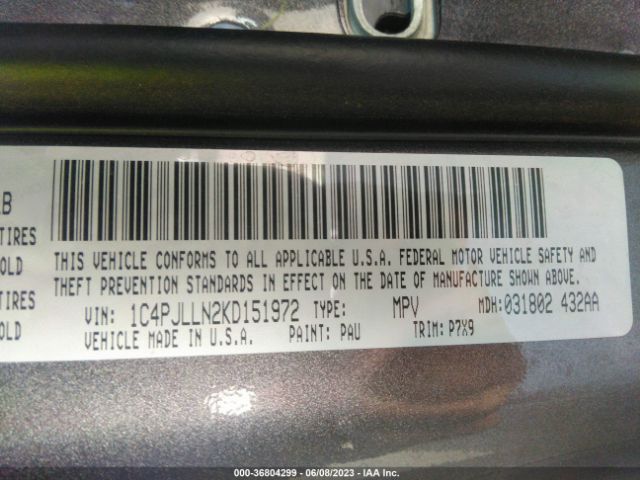 LB
TIRES
OLD
OLD
THIS VEHICLE CONFORMS TO ALL APPLICABLE U.S.A. FEDERAL MOTOR VEHICLE SAFETY AND
THEFT PREVENTION STANDARDS IN EFFECT ON THE DATE OF MANUFACTURE SHOWN ABOVE.
VIN: 1C4PJLLN2KD151972 TYPE: MPV MDH:031802 432AA
VEHICLE MADE IN U.S.A. PAINT: PAU TRIM: P7X9
000-36804299 - 06/08/2023 - IAA Inc.